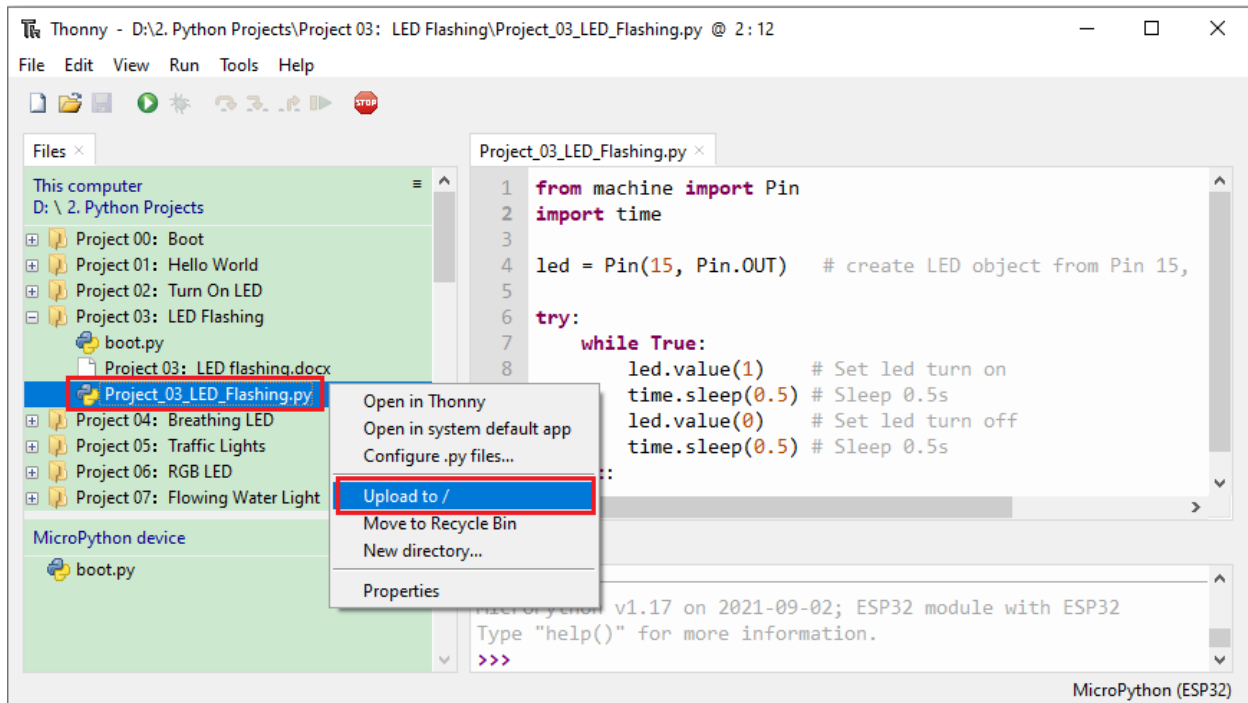 Thonny - D:\2. Python Projects\Project 03： LED Flashing\Project_03_LED_Flashing.py @ 2 : 12
File Edit View Run Tools Help
STOP
Files
Project_03_LED_Flashing.py
This computer
D: \ 2. Python Projects
Project 00： Boot
Project 01： Hello World
Project 02： Turn On LED
Project 03： LED Flashing
boot.py
Project 03： LED flashing.docx
Project_03_LED_Flashing.py
Project 04： Breathing LED
Project 05： Traffic Lights
Project 06： RGB LED
Project 07： Flowing Water Light
MicroPython device
boot.py
Open in Thonny
Open in system default app
Configure .py files...
Upload to /
Move to Recycle Bin
New directory...
Properties
1 from machine import Pin
2 import time
3
4 led = Pin(15, Pin.OUT) # create LED object from Pin 15,
5
6 try:
7 while True:
8 led.value(1) # Set led turn on
time.sleep(0.5) # Sleep 0.5s
led.value(0) # Set led turn off
time.sleep(0.5) # Sleep 0.5s
:
MicroPython v1.17 on 2021-09-02; ESP32 module with ESP32
Type "help()" for more information.
>>>
MicroPython (ESP32)